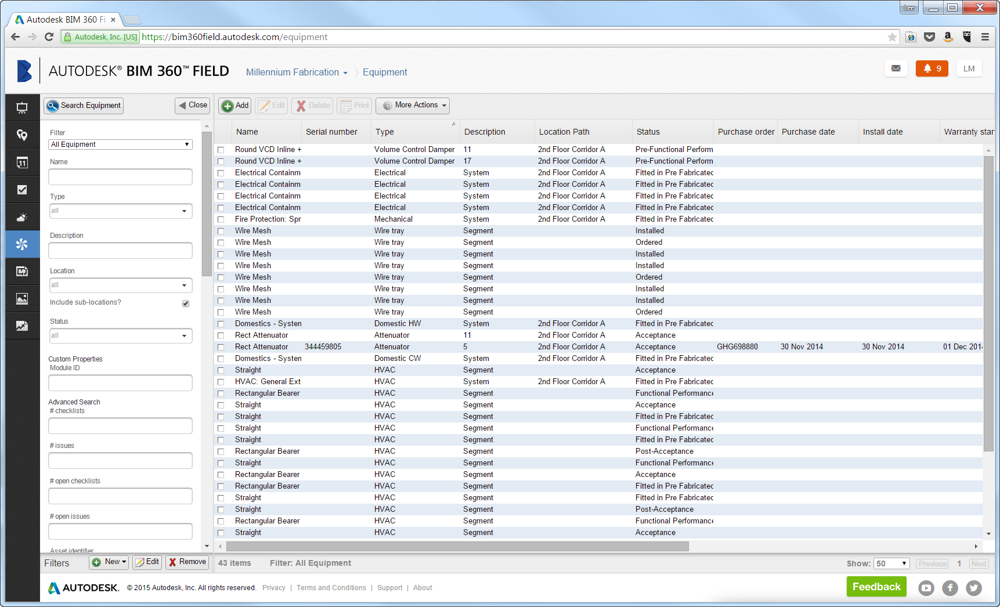 Lee
Autodesk BIM 360 Fi
Autodesk, Inc. [US] https://bim360field.autodesk.com/equipment
AUTODESK® BIM 360™ FIELD
Millennium Fabrication Equipment
9
LM
11
Search Equipment Close
Add Edit Delete Print More Actions
Filter
All Equipment
Name
Type
all
Description
Location
all
Include sub-locations?
Status
all
Custom Properties
Module ID
Advanced Search
# checklists
# issues
# open checklists
# open issues
Asset identifier
Filters New Edit Remove
Name Serial number Type Description Location Path Status Purchase order Purchase date Install date Warranty star
Round VCD Inline + Volume Control Damper 11 2nd Floor Corridor A Pre-Functional Perform
Round VCD Inline + Volume Control Damper 17 2nd Floor Corridor A Pre-Functional Perform
Electrical Containm Electrical System 2nd Floor Corridor A Fitted in Pre Fabricated
Electrical Containm Electrical System 2nd Floor Corridor A Fitted in Pre Fabricated
Electrical Containm Electrical System 2nd Floor Corridor A Fitted in Pre Fabricated
Electrical Containm Electrical System 2nd Floor Corridor A Fitted in Pre Fabricated
Fire Protection: Spri Mechanical System 2nd Floor Corridor A Fitted in Pre Fabricated
Wire Mesh Wire tray Segment Installed
Wire Mesh Wire tray Segment Ordered
Wire Mesh Wire tray Segment Installed
Wire Mesh Wire tray Segment Installed
Wire Mesh Wire tray Segment Ordered
Wire Mesh Wire tray Segment Installed
Wire Mesh Wire tray Segment Installed
Wire Mesh Wire tray Segment Ordered
Domestics - System Domestic HW System 2nd Floor Corridor A Fitted in Pre Fabricated
Rect Attenuator Attenuator 11 2nd Floor Corridor A Acceptance
Rect Attenuator 344459805 Attenuator 5 2nd Floor Corridor A Acceptance GHG698880 30 Nov 2014 30 Nov 2014 01 Dec 2014
Domestics - System Domestic CW System 2nd Floor Corridor A Fitted in Pre Fabricated
Straight HVAC Segment Acceptance
HVAC: General Ext HVAC System 2nd Floor Corridor A Fitted in Pre Fabricated
Rectangular Bearer HVAC Segment Functional Performance
Straight HVAC Segment Acceptance
Straight HVAC Segment Fitted in Pre Fabricated
Straight HVAC Segment Functional Performance
Straight HVAC Segment Fitted in Pre Fabricated
Rectangular Bearer HVAC Segment Post-Acceptance
Straight HVAC Segment Functional Performance
Rectangular Bearer HVAC Segment Acceptance
Rectangular Bearer HVAC Segment Fitted in Pre Fabricated
Straight HVAC Segment Fitted in Pre Fabricated
Straight HVAC Segment Post-Acceptance
Rectangular Bearer HVAC Segment Functional Performance
Straight HVAC Segment Acceptance
43 items Filter: All Equipment Show: 50 Previous 1 Next
AUTODESK. © 2015 Autodesk, Inc. All rights reserved. Privacy | Terms and Conditions | Support | About
Feedback